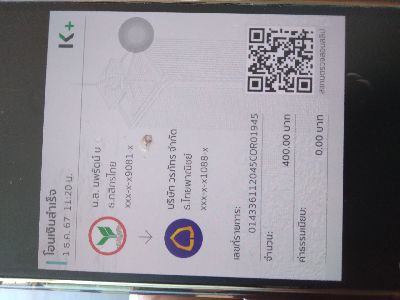 โอนเงินสำเร็จ
1 ธ.ค. 67 11:20 น.
K+
น.ส. นพรัตน์ บ
ธ.กสิกรไทย
xxx-x-x9081-x
บริษัท วรภัทร จำกัด
ธ.ไทยพาณิชย์
xxx-x-x1088-x
เลขที่รายการ:
014336112045COR01945
จำนวน:
400.00 บาท
ค่าธรรมเนียม:
0.00 บาท
สแกนตรวจสอบสลิป